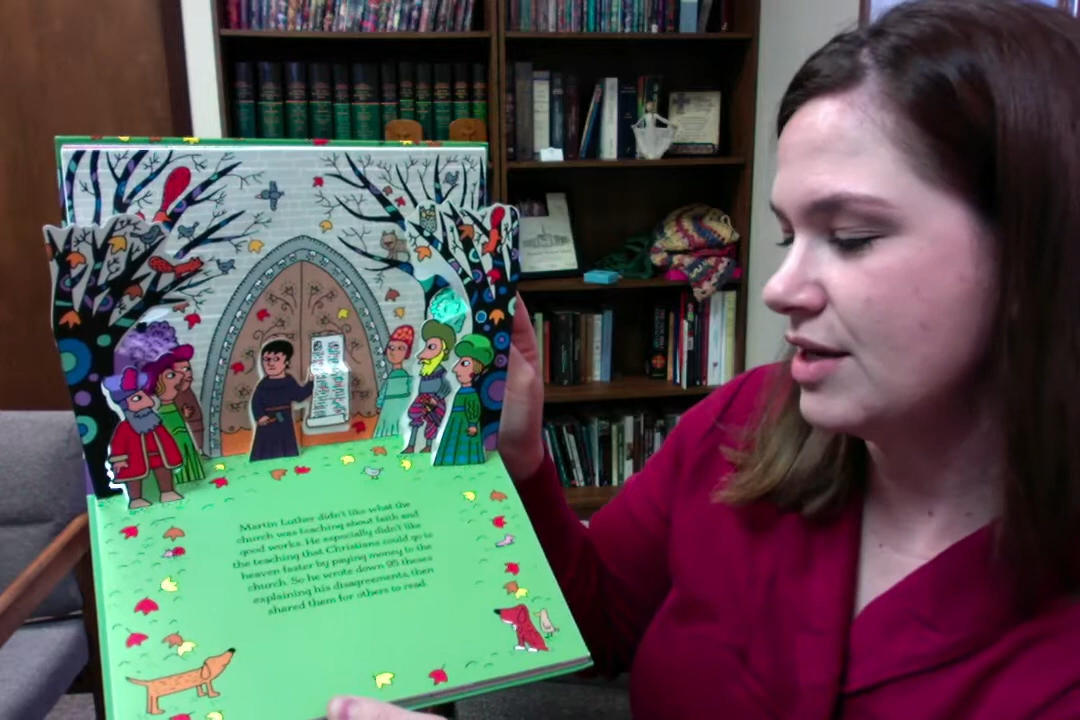 Martin Luther didn't like what the
church was teaching about faith and
good works. He especially didn't like
the teaching that Christians could go to
heaven faster by paying money to the
church. So he wrote down 95 theses
explaining his disagreements, then
shared them for others to read.